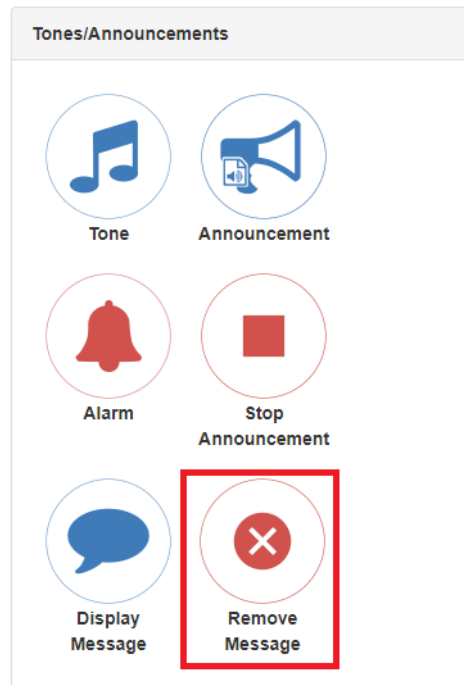 Tones/Announcements
Tone
Announcement
Alarm
Stop
Announcement
Display
Message
Remove
Message